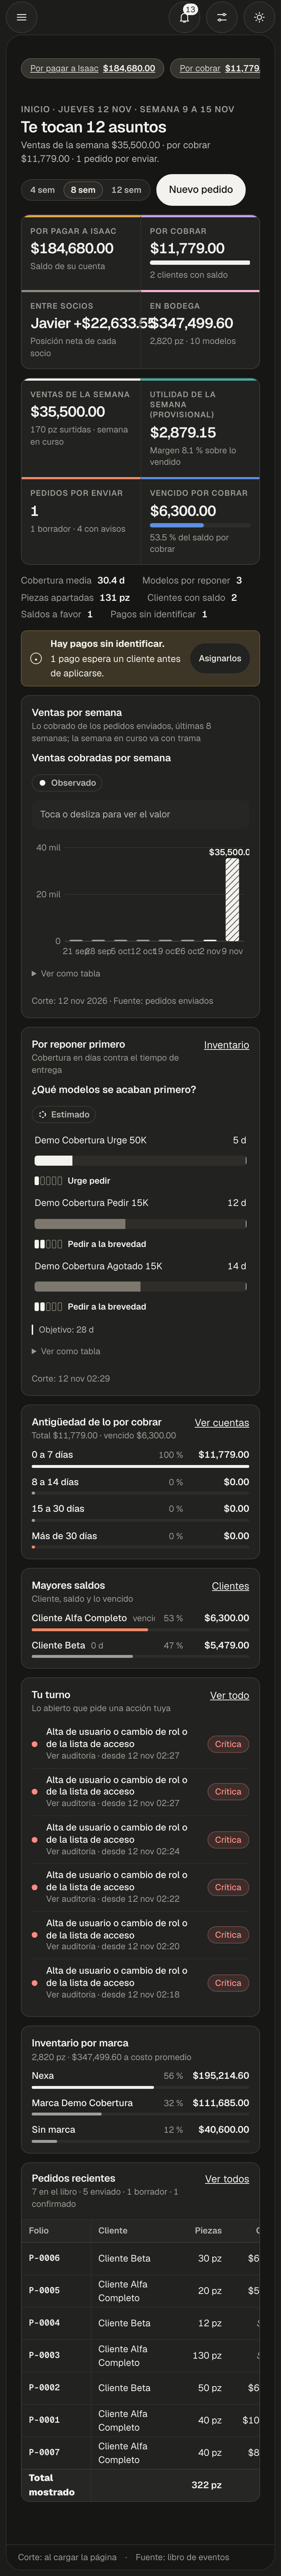 13
Por pagar a Isaac $184,680.00
Por cobrar $11,779
INICIO · JUEVES 12 NOV · SEMANA 9 A 15 NOV
Te tocan 12 asuntos
Ventas de la semana $35,500.00 · por cobrar
$11,779.00 · 1 pedido por enviar.
4 sem 8 sem 12 sem Nuevo pedido
POR PAGAR A ISAAC
$184,680.00
Saldo de su cuenta
POR COBRAR
$11,779.00
2 clientes con saldo
ENTRE SOCIOS
Javier +$22,633.55
Posición neta de cada
socio
EN BODEGA
$347,499.60
2,820 pz · 10 modelos
VENTAS DE LA SEMANA
$35,500.00
170 pz surtidas · semana
en curso
UTILIDAD DE LA
SEMANA
(PROVISIONAL)
$2,879.15
Margen 8.1 % sobre lo
vendido
PEDIDOS POR ENVIAR
1
1 borrador · 4 con avisos
VENCIDO POR COBRAR
$6,300.00
53.5 % del saldo por
cobrar
Cobertura media 30.4 d Modelos por reponer 3
Piezas apartadas 131 pz Clientes con saldo 2
Saldos a favor 1 Pagos sin identificar 1
Hay pagos sin identificar.
1 pago espera un cliente antes
de aplicarse.
Asignarlos
Ventas por semana
Lo cobrado de los pedidos enviados, últimas 8
semanas; la semana en curso va con trama
Ventas cobradas por semana
Observado
Toca o desliza para ver el valor
40 mil
$35,500.0
20 mil
0
21 sep 28 sep 5 oct 12 oct 19 oct 26 oct 2 nov 9 nov
Ver como tabla
Corte: 12 nov 2026 · Fuente: pedidos enviados
Por reponer primero Inventario
Cobertura en días contra el tiempo de
entrega
¿Qué modelos se acaban primero?
Estimado
Demo Cobertura Urge 50K 5 d
Urge pedir
Demo Cobertura Pedir 15K 12 d
Pedir a la brevedad
Demo Cobertura Agotado 15K 14 d
Pedir a la brevedad
Objetivo: 28 d
Ver como tabla
Corte: 12 nov 02:29
Antigüedad de lo por cobrar Ver cuentas
Total $11,779.00 · vencido $6,300.00
0 a 7 días 100 % $11,779.00
8 a 14 días 0 % $0.00
15 a 30 días 0 % $0.00
Más de 30 días 0 % $0.00
Mayores saldos Clientes
Cliente, saldo y lo vencido
Cliente Alfa Completo venci 53 % $6,300.00
Cliente Beta 0 d 47 % $5,479.00
Tu turno Ver todo
Lo abierto que pide una acción tuya
Alta de usuario o cambio de rol o
de la lista de acceso
Ver auditoría · desde 12 nov 02:27
Crítica
Alta de usuario o cambio de rol o
de la lista de acceso
Ver auditoría · desde 12 nov 02:27
Crítica
Alta de usuario o cambio de rol o
de la lista de acceso
Ver auditoría · desde 12 nov 02:24
Crítica
Alta de usuario o cambio de rol o
de la lista de acceso
Ver auditoría · desde 12 nov 02:22
Crítica
Alta de usuario o cambio de rol o
de la lista de acceso
Ver auditoría · desde 12 nov 02:20
Crítica
Alta de usuario o cambio de rol o
de la lista de acceso
Ver auditoría · desde 12 nov 02:18
Crítica
Inventario por marca
2,820 pz · $347,499.60 a costo promedio
Nexa 56 % $195,214.60
Marca Demo Cobertura 32 % $111,685.00
Sin marca 12 % $40,600.00
Pedidos recientes Ver todos
7 en el libro · 5 enviado · 1 borrador · 1
confirmado
Folio Cliente Piezas
P-0006 Cliente Beta 30 pz $6
P-0005 Cliente Alfa
Completo 20 pz $5
P-0004 Cliente Beta 12 pz
P-0003 Cliente Alfa
Completo 130 pz
P-0002 Cliente Beta 50 pz $6
P-0001 Cliente Alfa
Completo 40 pz $10
P-0007 Cliente Alfa
Completo 40 pz $8
Total
mostrado 322 pz
Corte: al cargar la página · Fuente: libro de eventos